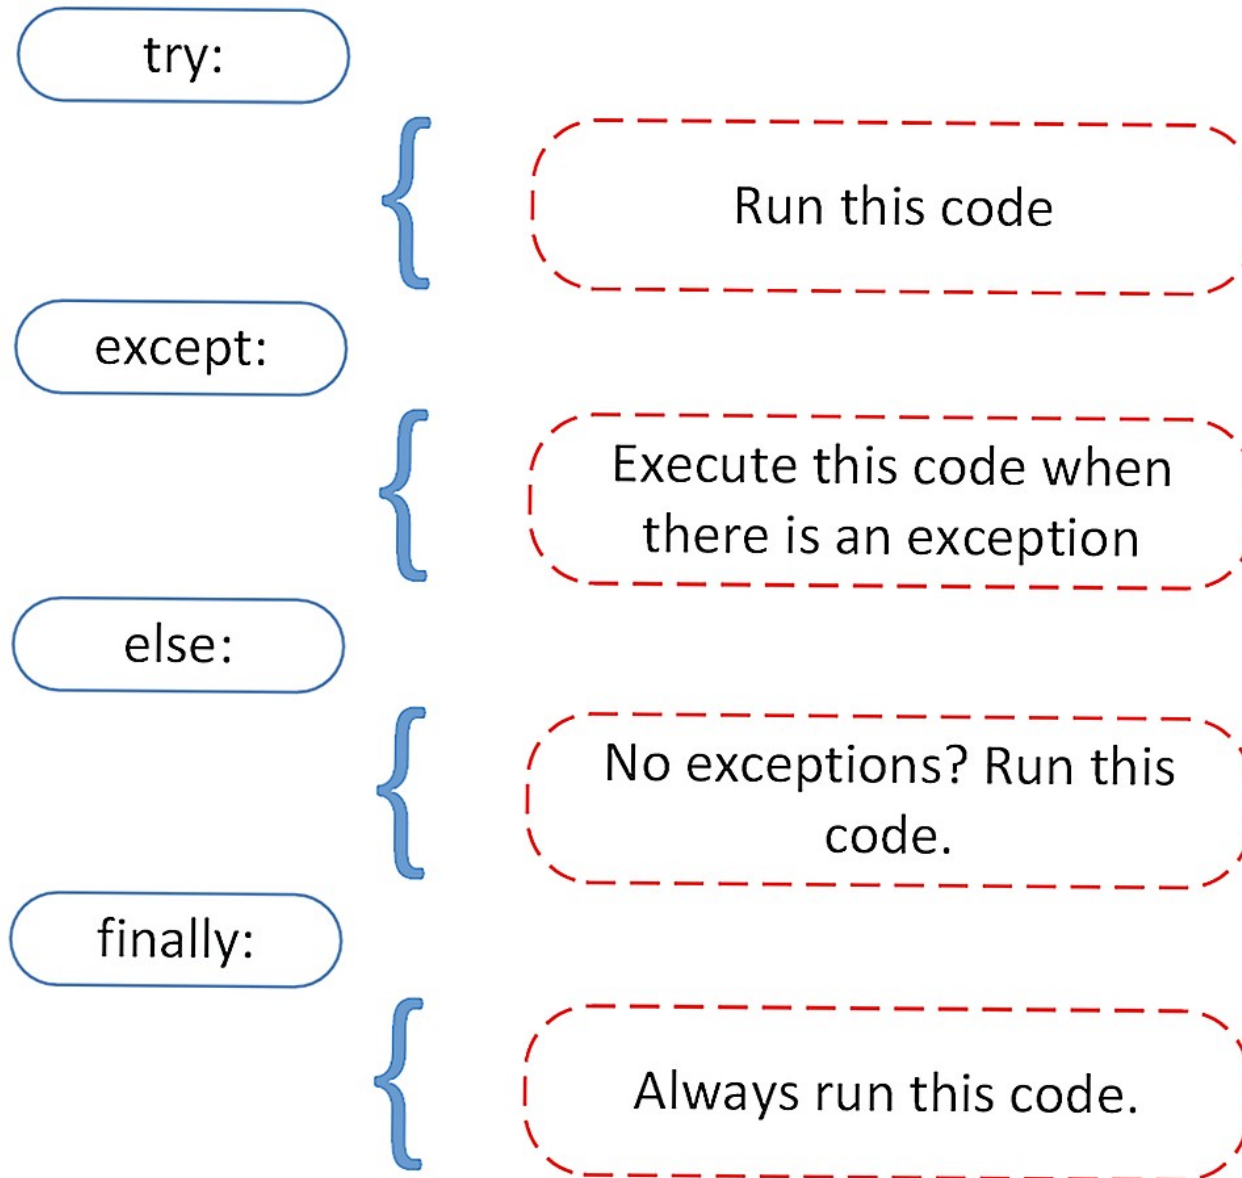 try:
Run this code
except:
Execute this code when
there is an exception
else:
No exceptions? Run this
code.
finally:
Always run this code.